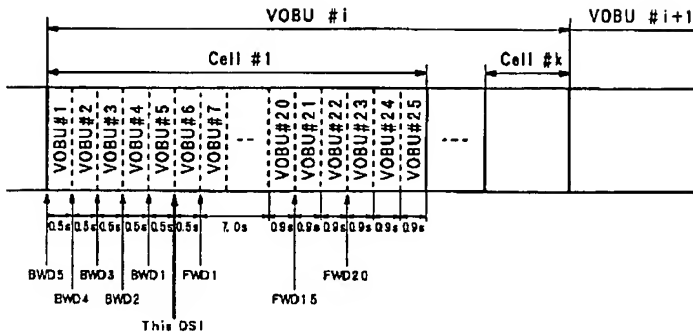 VOBU #i
VOBU #i+1
Cell #1
Cell #k
VOBU#1 VOBU#2 VOBU#3 VOBU#4 VOBU#5 VOBU#6 VOBU#7 -- VOBU#20 VOBU#21 VOBU#22 VOBU#23 VOBU#24 VOBU#25 ---
0.5s 0.5s 0.5s 0.5s 0.5s 0.5s 7.0s 0.9s 0.9s 0.9s 0.9s 0.9s 0.9s
BWD5 BWD3 BWD1 FWD1 FWD20
BWD4 BWD2 FWD15
This DSI